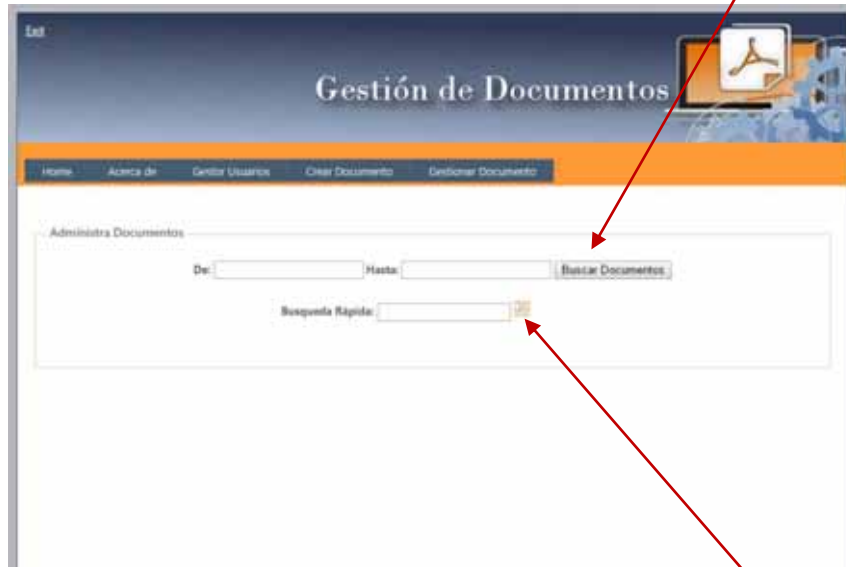 Exit
Gestión de Documentos
Home Acerca de Gestor Usuarios Crear Documento Gestionar Documento
Administra Documentos
De: Hasta: Buscar Documentos
Busqueda Rápida: